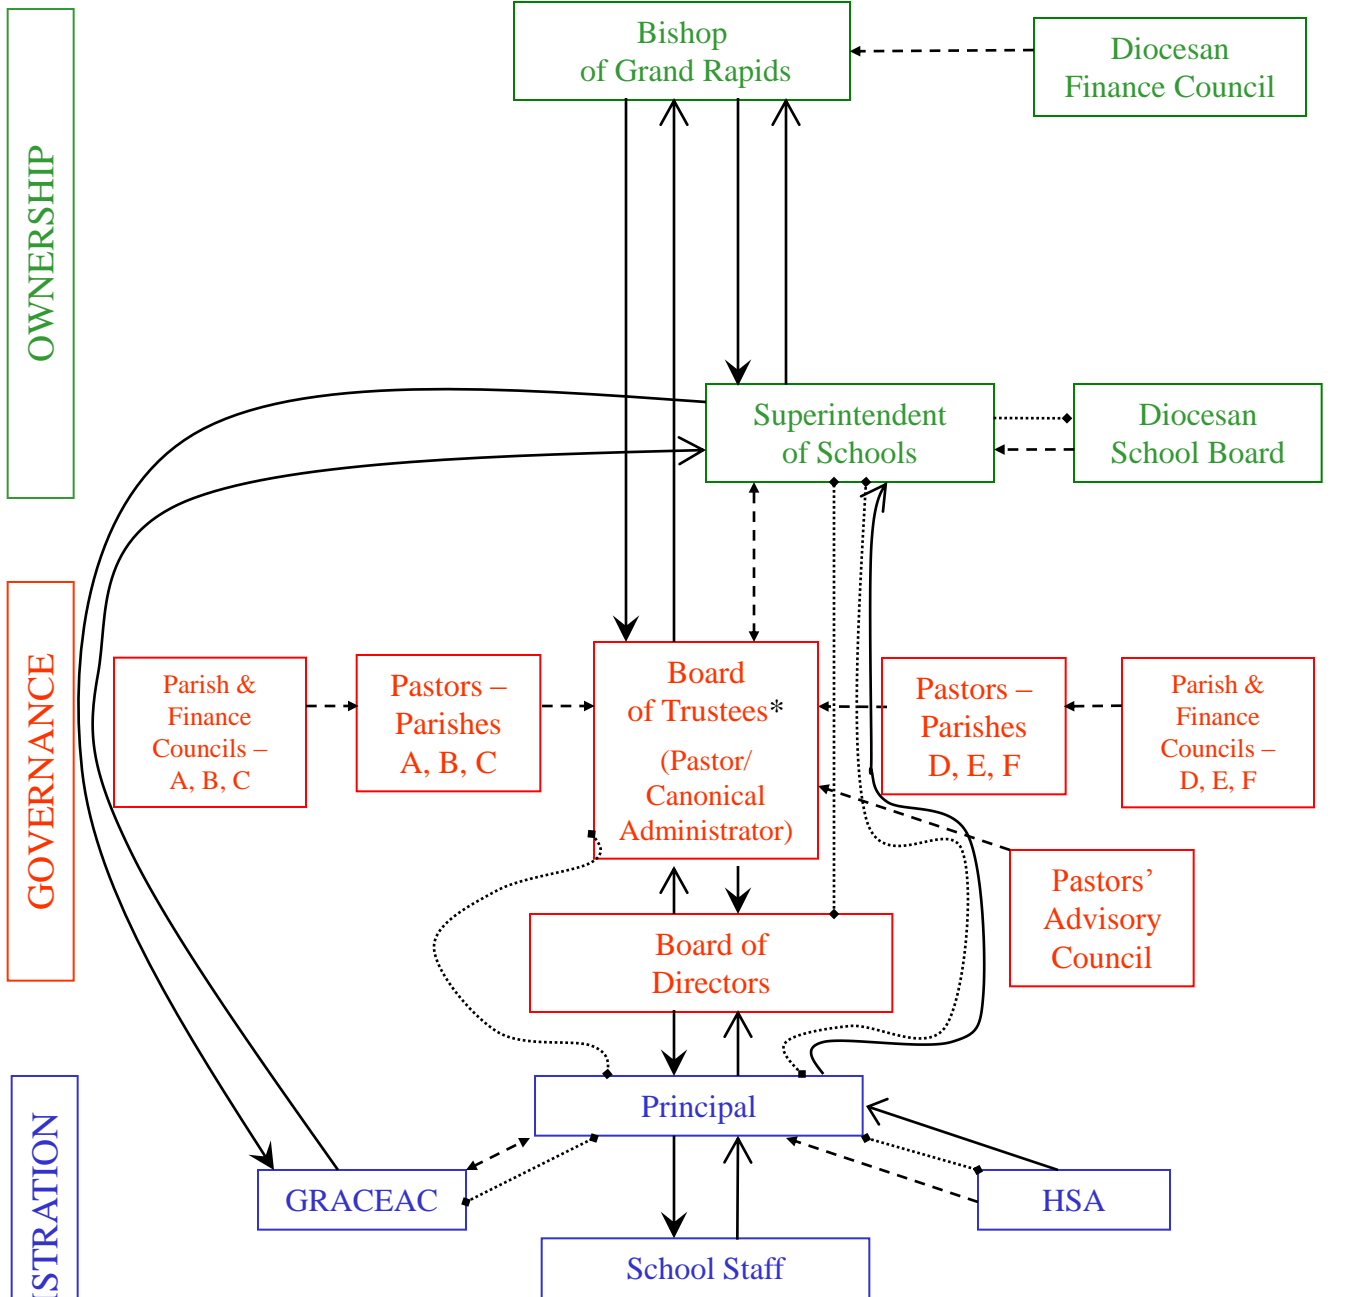 OWNERSHIP
Bishop
of Grand Rapids
Diocesan
Finance Council
Superintendent
of Schools
Diocesan
School Board
GOVERNANCE
Parish &
Finance
Councils –
A, B, C
Pastors –
Parishes
A, B, C
Board
of Trustees*
(Pastor/
Canonical
Administrator)
Pastors –
Parishes
D, E, F
Parish &
Finance
Councils –
D, E, F
Pastors’
Advisory
Council
Board of
Directors
ISTRATION
Principal
GRACEAC
HSA
School Staff